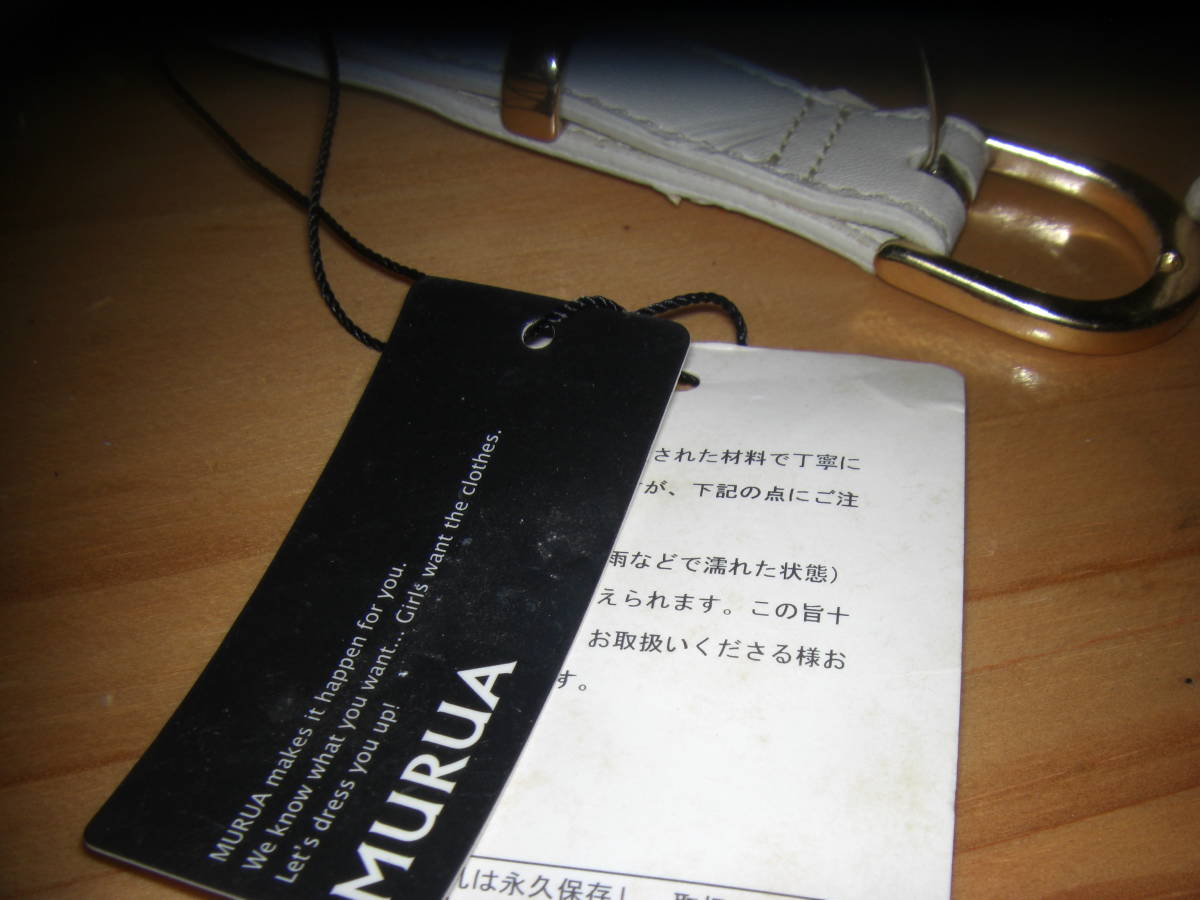 MURUA makes it happen for you.
We know what you want... Girls want the clothes.
Let's dress you up!
MURUA
された材料で丁寧に
が、下記の点にご注
雨などで濡れた状態）
えられます。この旨十
お取扱いくださる様お
す。
は永久保存し